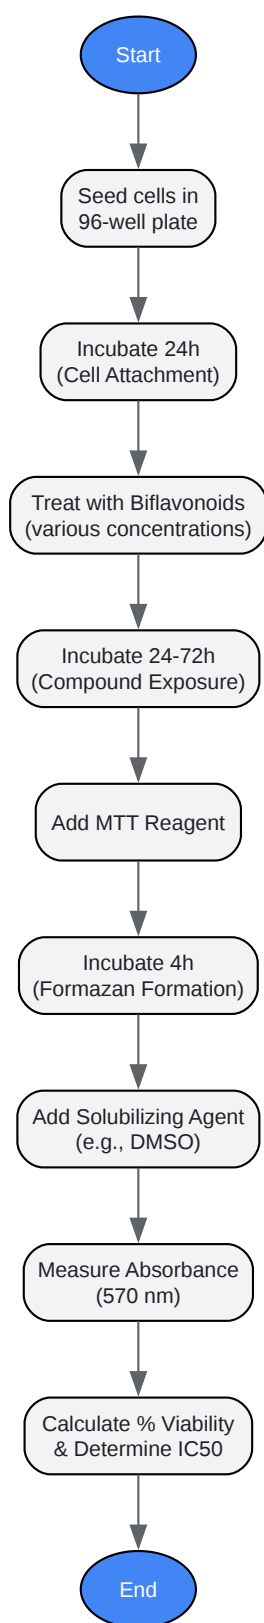 Start
Seed cells in
96-well plate
Incubate 24h
(Cell Attachment)
Treat with Biflavonoids
(various concentrations)
Incubate 24-72h
(Compound Exposure)
Add MTT Reagent
Incubate 4h
(Formazan Formation)
Add Solubilizing Agent
(e.g., DMSO)
Measure Absorbance
(570 nm)
Calculate % Viability
& Determine IC50
End